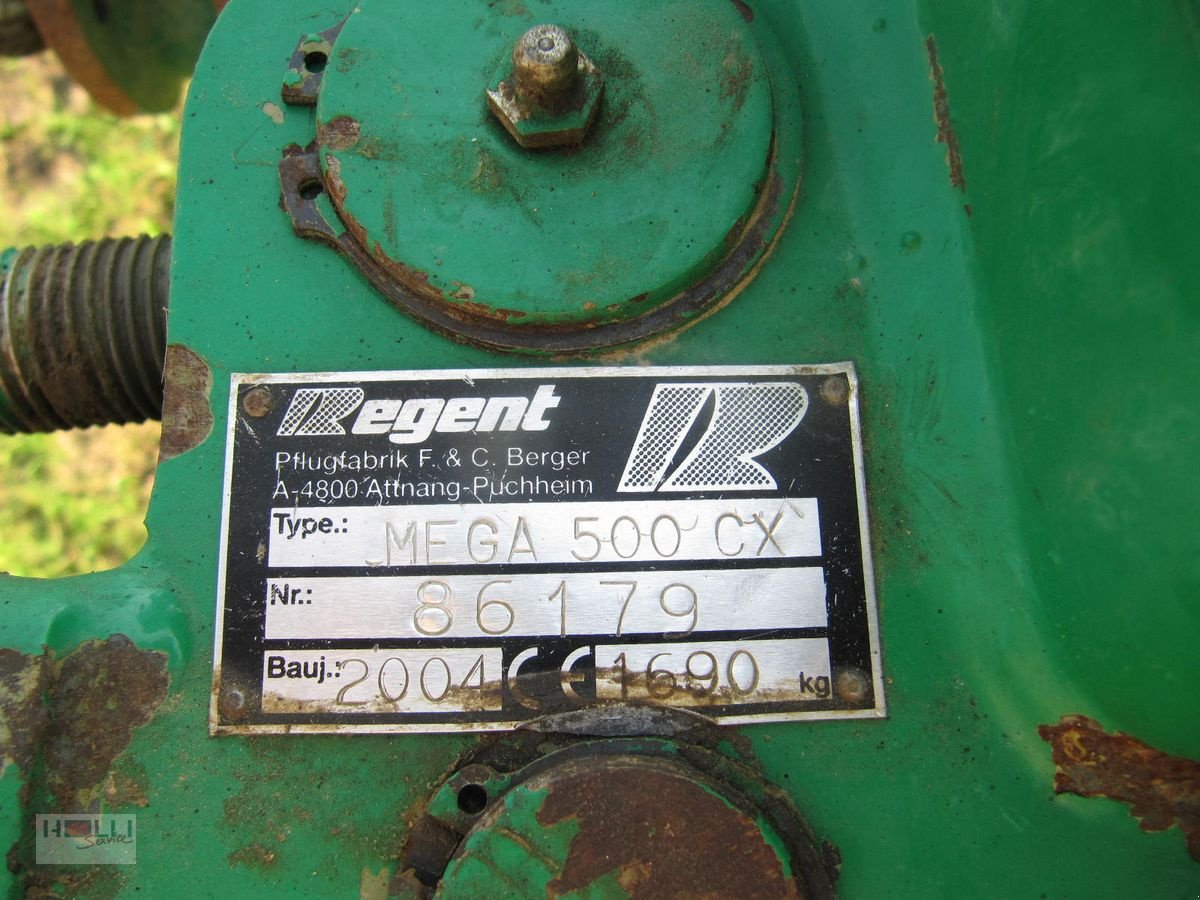 Regent
Pflugfabrik F. & C. Berger
A-4800 Attnang-Puchheim
Type.: MEGA 500 CX
Nr.: 86179
Bauj.: 2004 CE 1690 kg
HOLLI
Service